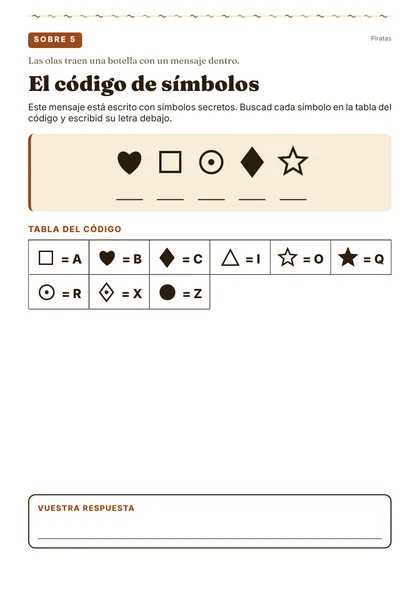 SOBRE 5
Piratas
Las olas traen una botella con un mensaje dentro.
El código de símbolos
Este mensaje está escrito con símbolos secretos. Buscad cada símbolo en la tabla del
código y escribid su letra debajo.
TABLA DEL CÓDIGO
= A = B = C = I = O = Q
= R = X = Z
VUESTRA RESPUESTA